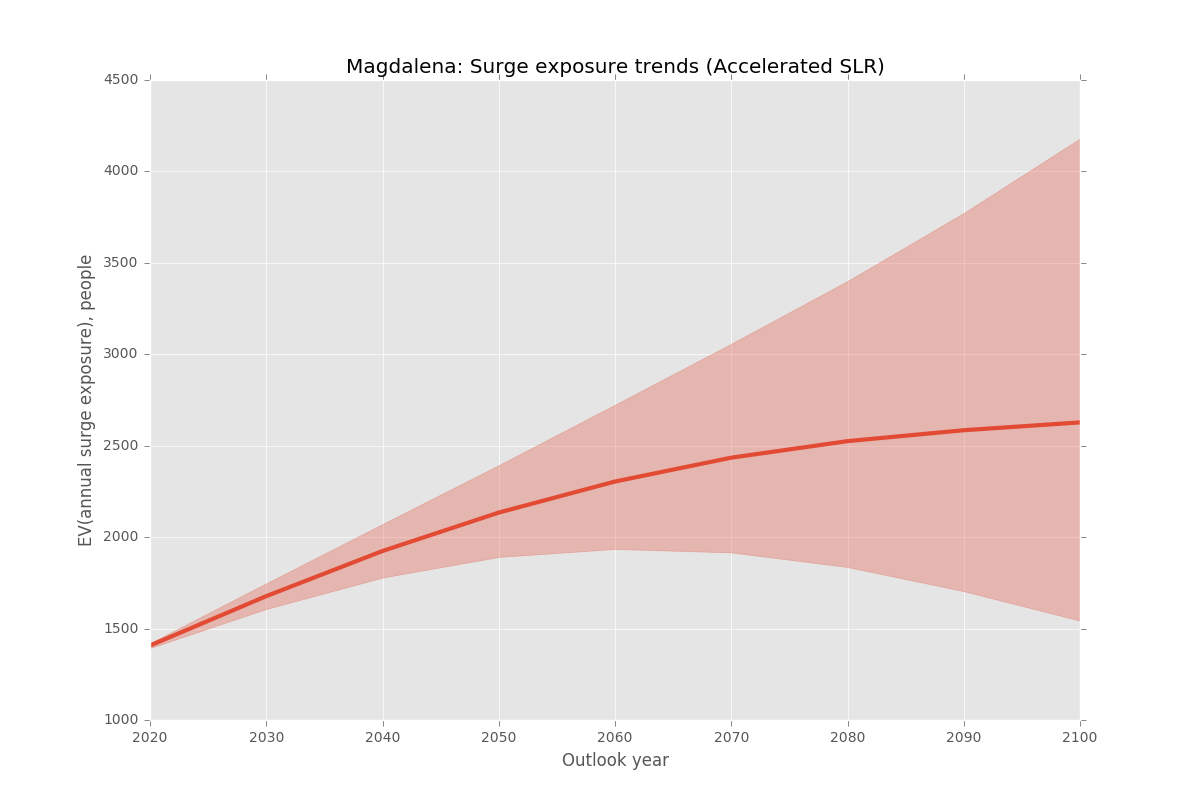 Magdalena: Surge exposure trends (Accelerated SLR)
4500
4000
3500
3000
2500
2000
1500
1000
EV(annual surge exposure), people
2020 2030 2040 2050 2060 2070 2080 2090 2100
Outlook year